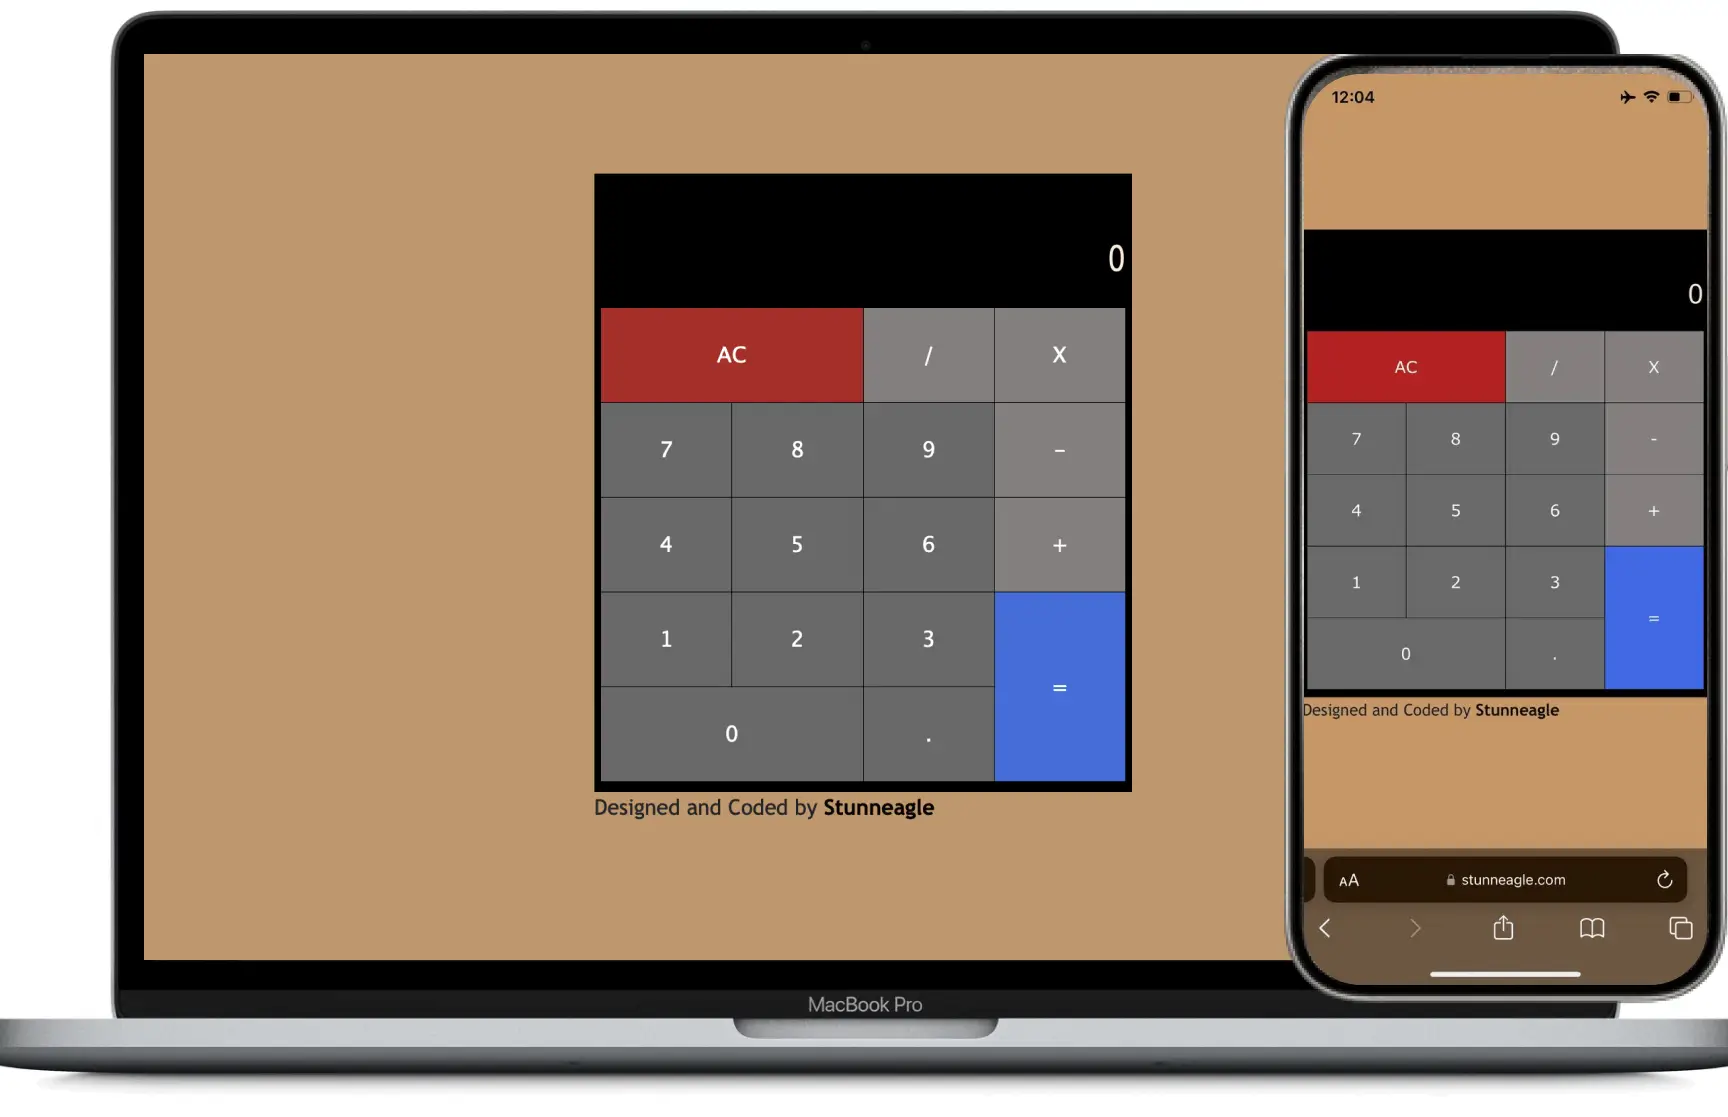 0
AC / X
7 8 9 -
4 5 6 +
1 2 3
=
0 .
Designed and Coded by Stunneagle
MacBook Pro
12:04
0
AC / X
7 8 9 -
4 5 6 +
1 2 3
=
0 .
Designed and Coded by Stunneagle
AA stunneagle.com